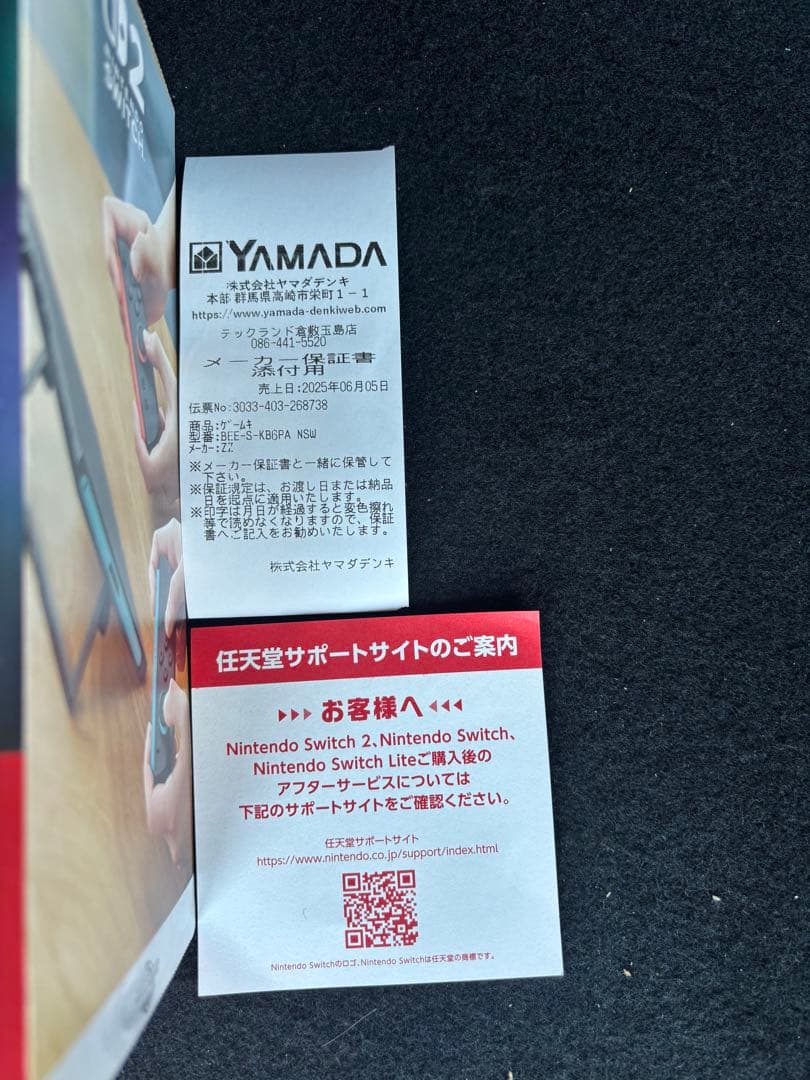 2
SWITCH
YAMADA
株式会社ヤマダデンキ
本部 群馬県高崎市栄町1-1
https://www.yamada-denkiweb.com
テックランド倉敷玉島店
086-441-5520
メーカー保証書
添付用
売上日:2025年06月05日
伝票No:3033-403-268738
商品:ｹﾞｰﾑｷ
型番:BEE-S-KB6PA NSW
ﾒｰｶｰ:ZZ
※メーカー保証書と一緒に保管して
下さい。
※保証規定は、お渡し日または納品
日を起点に適用いたします。
※印字は月日が経過すると変色擦れ
等で読めなくなりますので、保証
書へご記入をお勧めいたします。
株式会社ヤマダデンキ
任天堂サポートサイトのご案内
お客様へ
Nintendo Switch 2、Nintendo Switch、
Nintendo Switch Liteご購入後の
アフターサービスについては
下記のサポートサイトをご確認ください。
任天堂サポートサイト
https://www.nintendo.co.jp/support/index.html
Nintendo Switchのロゴ、Nintendo Switchは任天堂の商標です。